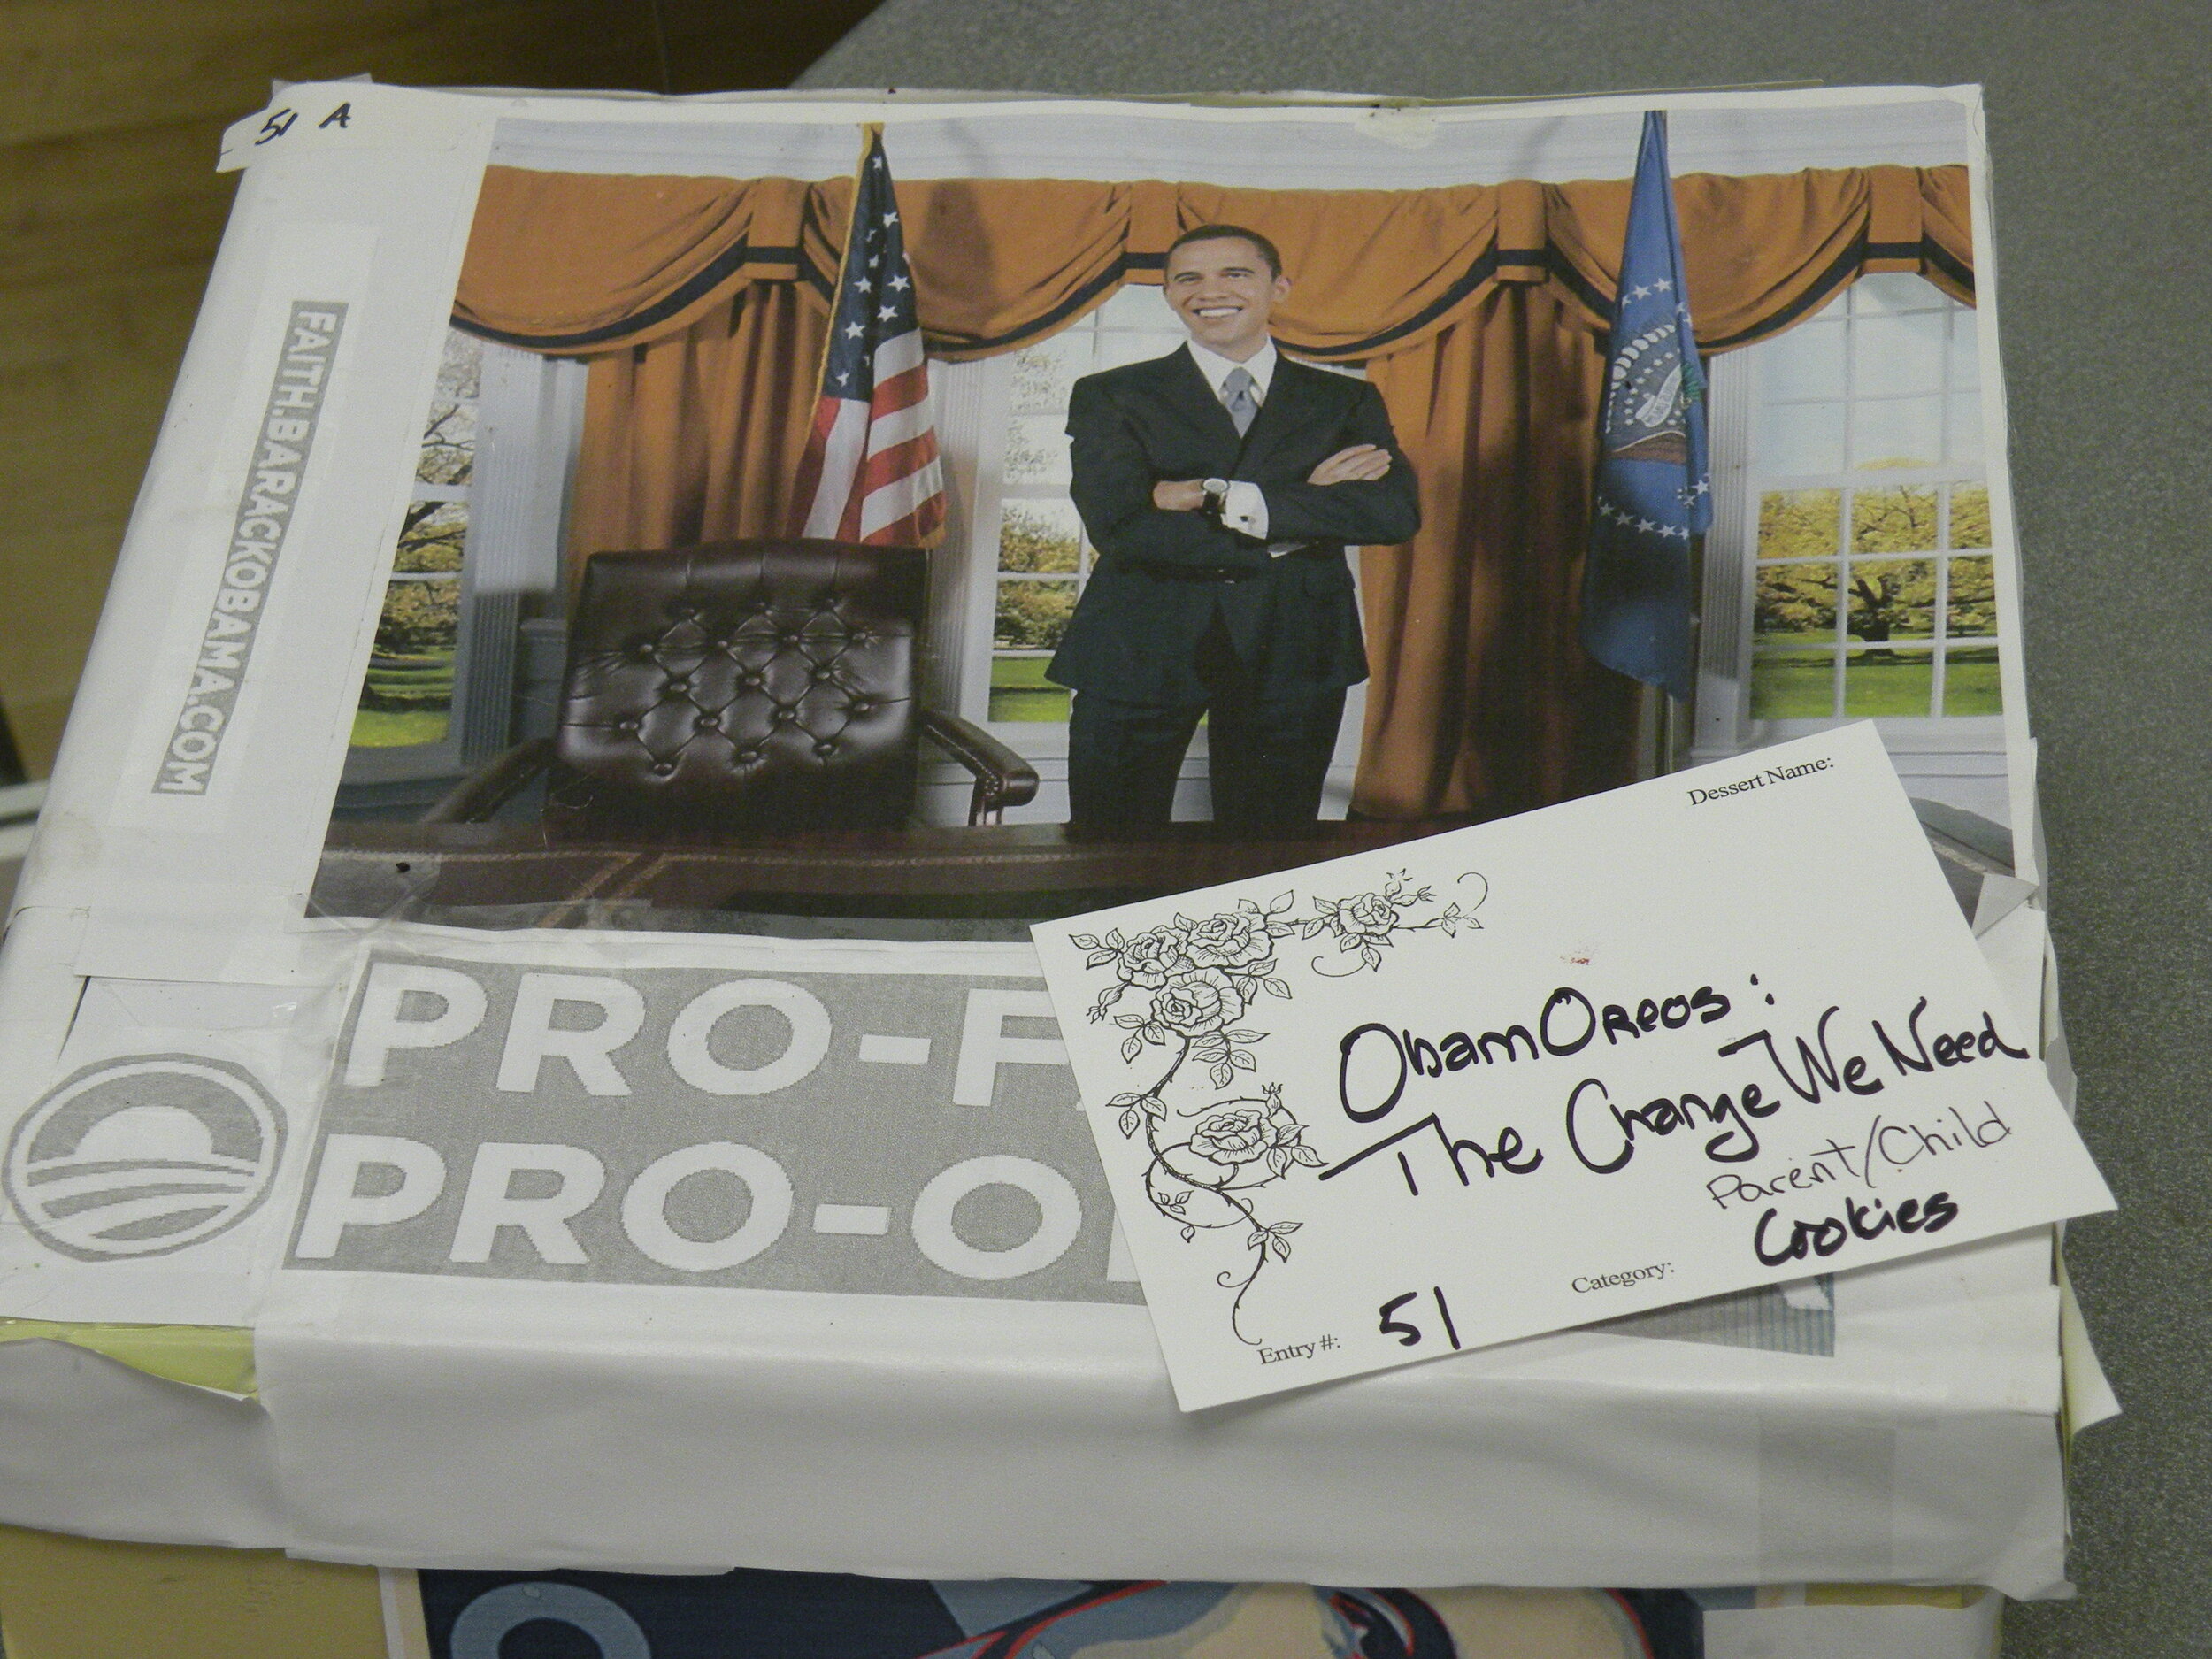 51 A
FAITH.BARACKOBAMA.COM
PRO-F
PRO-O
Dessert Name:
ObamOreos:
The Change We Need
Parent/Child
Cookies
Category:
Entry #: 51